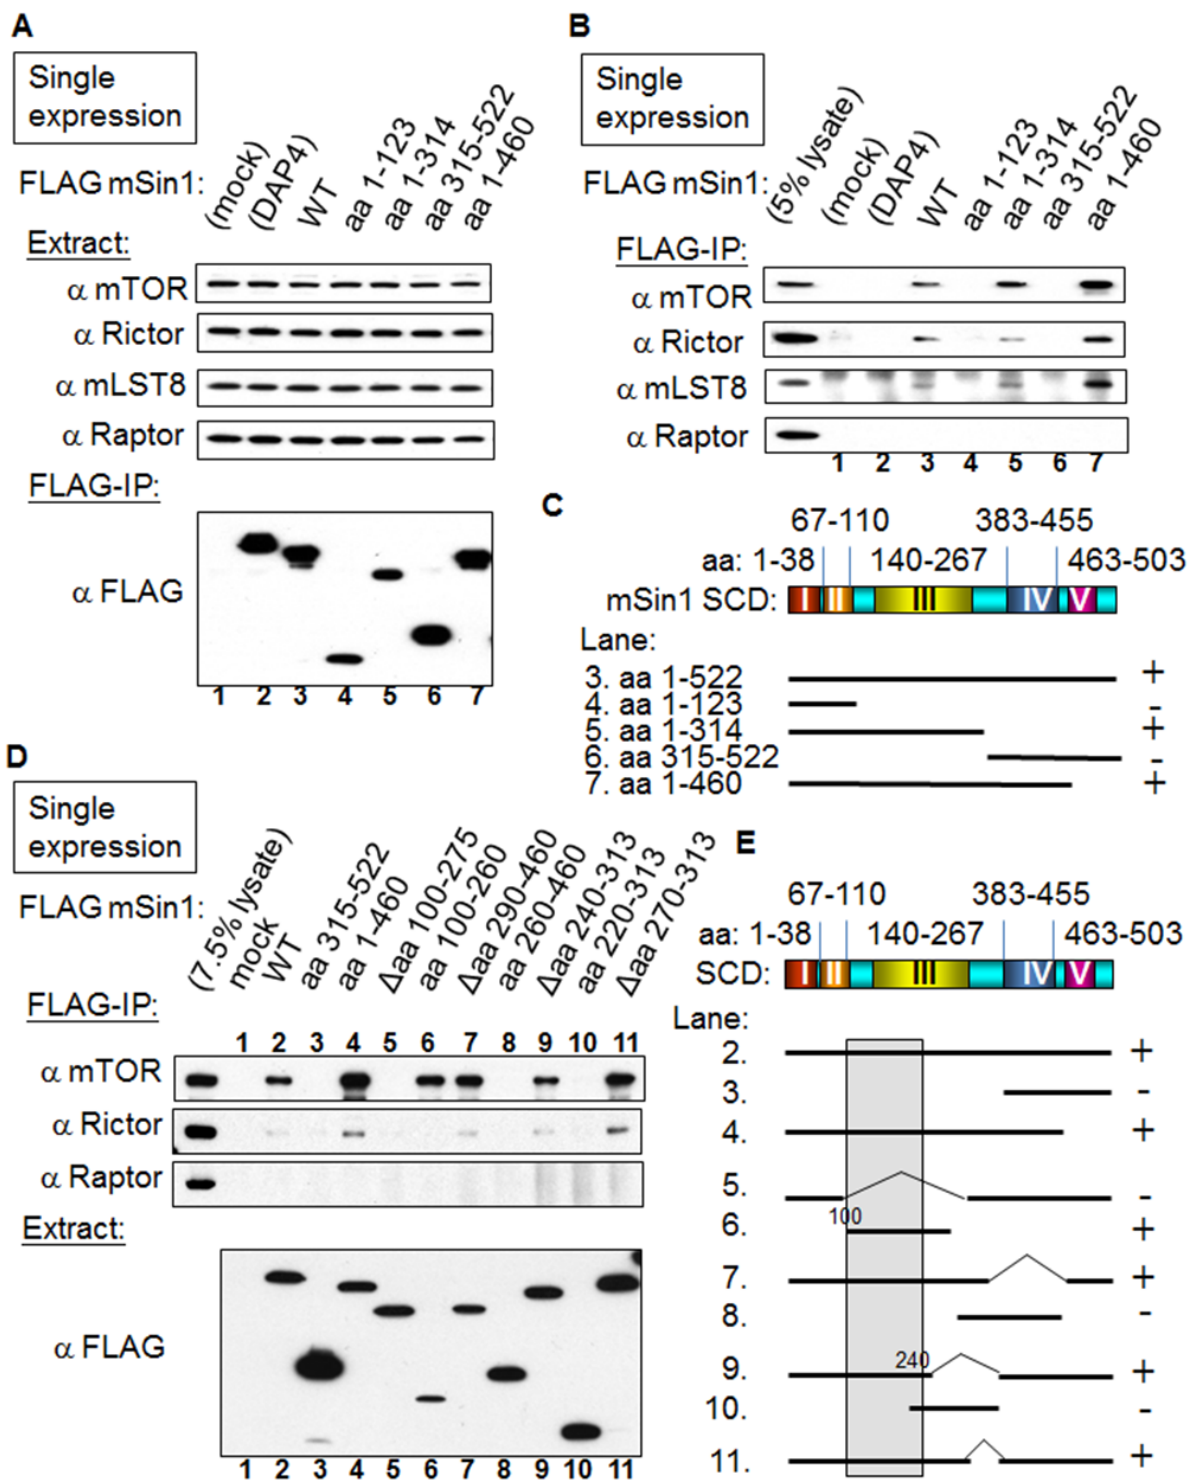 A
Single
expression
FLAG mSin1:
(mock)
(DAP4)
WT
aa 1-123
aa 1-314
aa 315-522
aa 1-460
Extract:
α mTOR
α Rictor
α mLST8
α Raptor
FLAG-IP:
α FLAG
1 2 3 4 5 6 7
B
Single
expression
FLAG mSin1:
(5% lysate)
(mock)
(DAP4)
WT
aa 1-123
aa 1-314
aa 315-522
aa 1-460
FLAG-IP:
α mTOR
α Rictor
α mLST8
α Raptor
1 2 3 4 5 6 7
C
67-110 383-455
aa: 1-38 140-267 463-503
mSin1 SCD: I II III IV V
Lane:
3. aa 1-522 +
4. aa 1-123 -
5. aa 1-314 +
6. aa 315-522 -
7. aa 1-460 +
D
Single
expression
FLAG mSin1:
(7.5% lysate)
mock
WT
aa 315-522
aa 1-460
Δaa 100-275
aa 100-260
Δaa 290-460
aa 260-460
Δaa 240-313
aa 220-313
Δaa 270-313
FLAG-IP:
1 2 3 4 5 6 7 8 9 10 11
α mTOR
α Rictor
α Raptor
Extract:
α FLAG
1 2 3 4 5 6 7 8 9 10 11
E
67-110 383-455
aa: 1-38 140-267 463-503
SCD: I II III IV V
Lane:
2. +
3. -
4. +
5. -
100
6. +
7. +
8. -
240
9. +
10. -
11. +